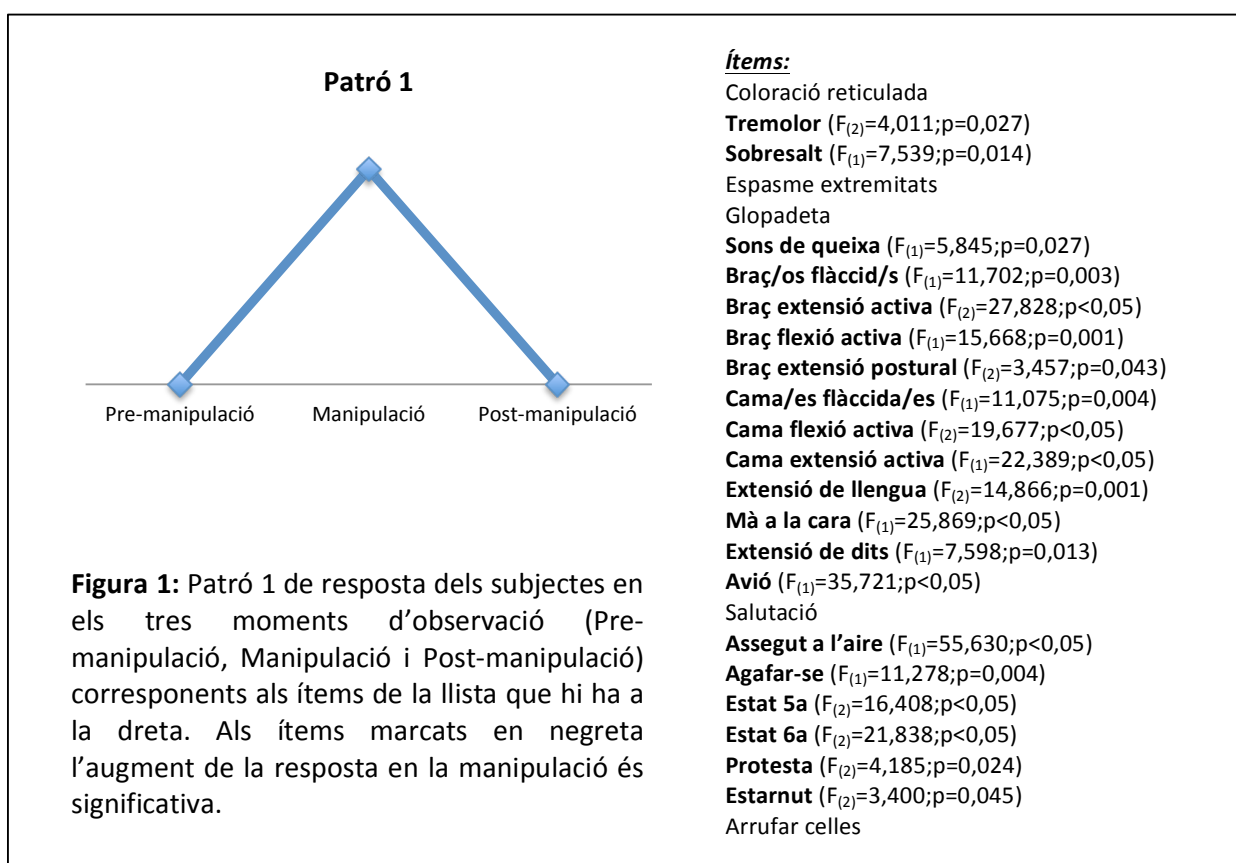 Patró 1
Pre-manipulació Manipulació Post-manipulació
Figura 1: Patró 1 de resposta dels subjectes en
els tres moments d’observació (Pre-
manipulació, Manipulació i Post-manipulació)
corresponents als ítems de la llista que hi ha a
la dreta. Als ítems marcats en negreta
l’augment de la resposta en la manipulació és
significativa.
Ítems:
Coloració reticulada
Tremolor (F(2)=4,011;p=0,027)
Sobresalt (F(1)=7,539;p=0,014)
Espasme extremitats
Glopadeta
Sons de queixa (F(1)=5,845;p=0,027)
Braç/os flàccid/s (F(1)=11,702;p=0,003)
Braç extensió activa (F(2)=27,828;p<0,05)
Braç flexió activa (F(1)=15,668;p=0,001)
Braç extensió postural (F(2)=3,457;p=0,043)
Cama/es flàccida/es (F(1)=11,075;p=0,004)
Cama flexió activa (F(2)=19,677;p<0,05)
Cama extensió activa (F(1)=22,389;p<0,05)
Extensió de llengua (F(2)=14,866;p=0,001)
Mà a la cara (F(1)=25,869;p<0,05)
Extensió de dits (F(1)=7,598;p=0,013)
Avió (F(1)=35,721;p<0,05)
Salutació
Assegut a l’aire (F(1)=55,630;p<0,05)
Agafar-se (F(1)=11,278;p=0,004)
Estat 5a (F(2)=16,408;p<0,05)
Estat 6a (F(2)=21,838;p<0,05)
Protesta (F(2)=4,185;p=0,024)
Estarnut (F(2)=3,400;p=0,045)
Arrufar celles